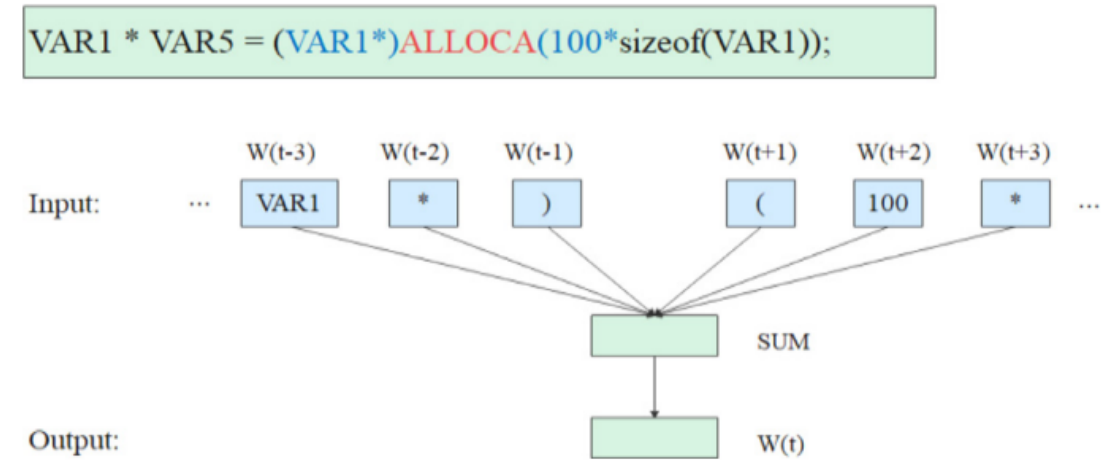 VAR1 * VAR5 = (VAR1*)ALLOCA(100*sizeof(VAR1));
W(t-3) W(t-2) W(t-1) W(t+1) W(t+2) W(t+3)
Input: ... VAR1 * ) ( 100 * ...
SUM
Output: W(t)